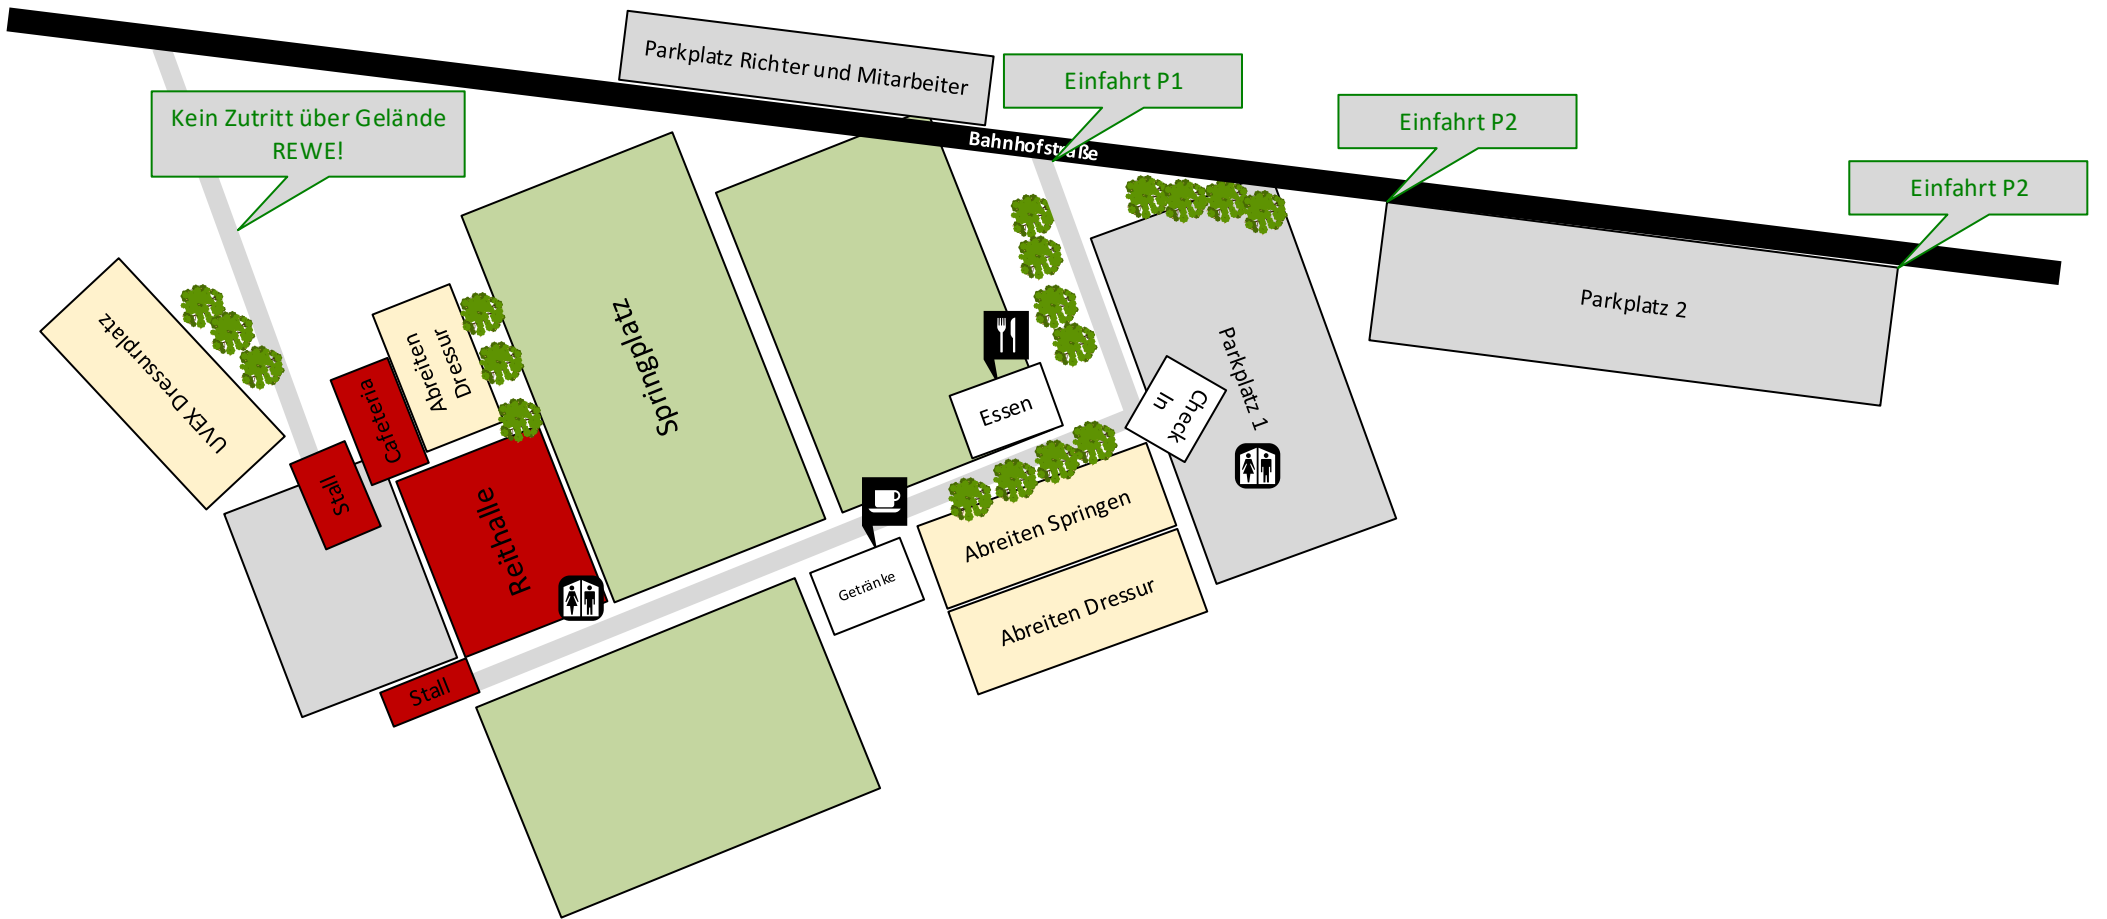 Parkplatz Richter und Mitarbeiter
Einfahrt P1
Kein Zutritt über Gelände
REWE!
Einfahrt P2
Bahnhofstraße
Einfahrt P2
Parkplatz 2
UVEX Dressurplatz
Abreiten
Dressur
Springplatz
Cafeteria
Parkplatz 1
Essen
Check
In
Stall
Reithalle
Abreiten Springen
Getränke
Abreiten Dressur
Stall